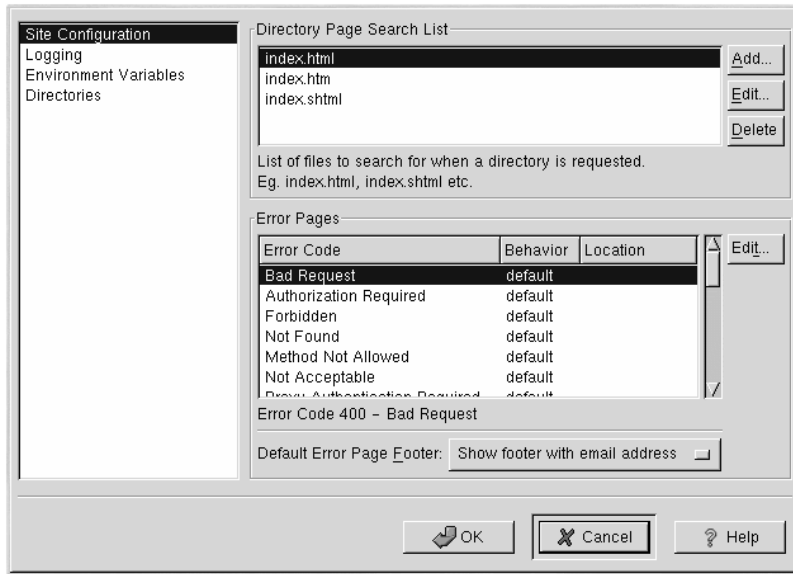 Site Configuration
Logging
Environment Variables
Directories
Directory Page Search List
index.html
index.htm
index.shtml
Add...
Edit...
Delete
List of files to search for when a directory is requested.
Eg. index.html, index.shtml etc.
Error Pages
Error Code Behavior Location
Bad Request default
Authorization Required default
Forbidden default
Not Found default
Method Not Allowed default
Not Acceptable default
Proxy Authentication Required default
Edit...
Error Code 400 – Bad Request
Default Error Page Footer: Show footer with email address
OK Cancel Help